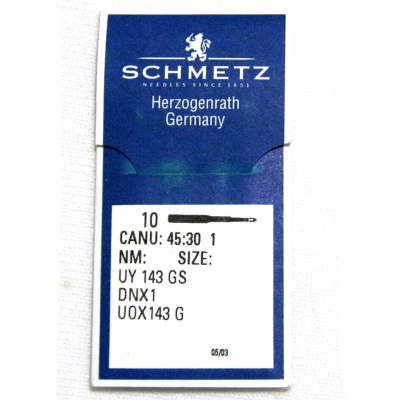 SCHMETZ
NEEDLES SINCE 1851
Herzogenrath
Germany
10
CANU: 45:30 1
NM: SIZE:
UY 143 GS
DNX1
UOX143 G
05/03